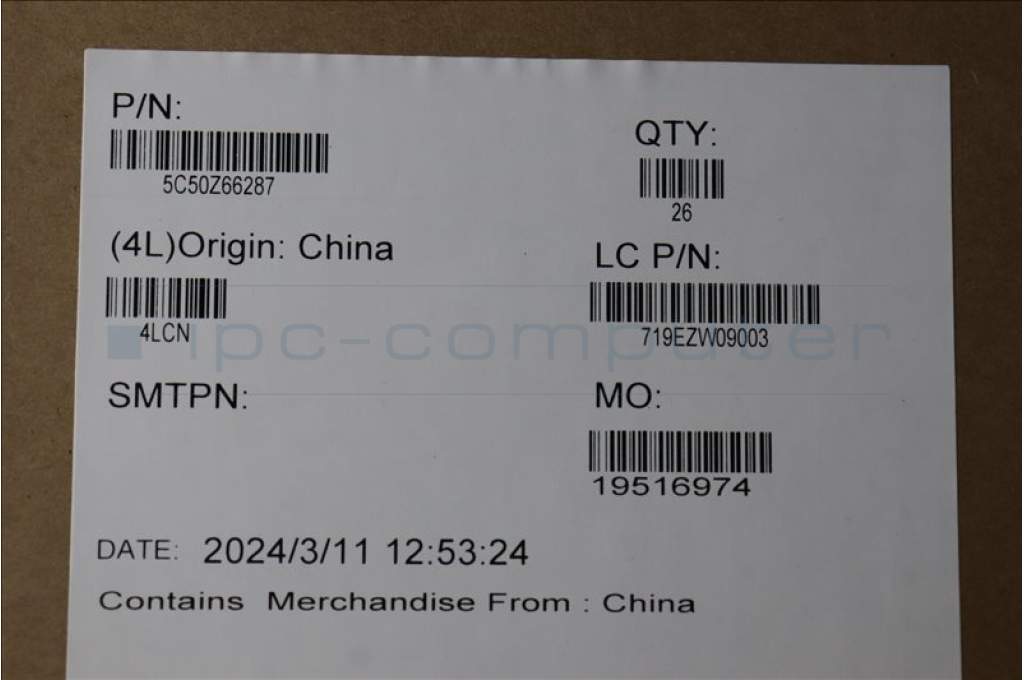 P/N:
5C50Z66287
QTY:
26
(4L)Origin: China
4LCN
LC P/N:
719EZW09003
ipc-computer
SMTPN:
MO:
19516974
DATE: 2024/3/11 12:53:24
Contains Merchandise From : China